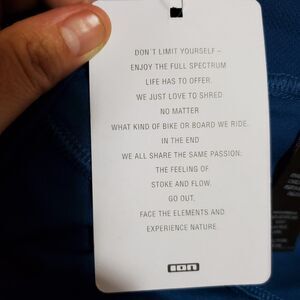 DON'T LIMIT YOURSELF –
ENJOY THE FULL SPECTRUM
LIFE HAS TO OFFER.
WE JUST LOVE TO SHRED
NO MATTER
WHAT KIND OF BIKE OR BOARD WE RIDE.
IN THE END
WE ALL SHARE THE SAME PASSION:
THE FEELING OF
STOKE AND FLOW.
GO OUT,
FACE THE ELEMENTS AND
EXPERIENCE NATURE.
ION